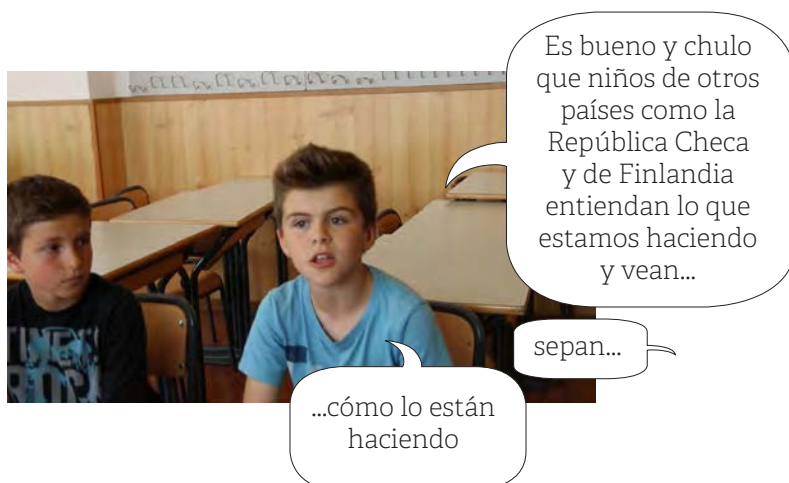 Es bueno y chulo
que niños de otros
países como la
República Checa
y de Finlandia
entiendan lo que
estamos haciendo
y vean...
sepan...
...cómo lo están
haciendo
ROCK